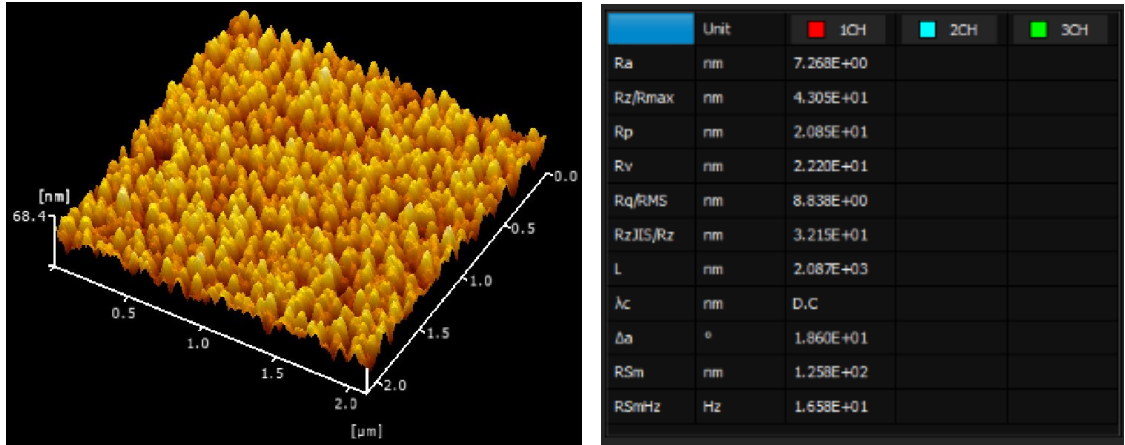 [nm]
68.4
0.0
0.5
1.0
1.5
2.0
0.5
1.0
1.5
2.0
[µm]
Unit 1CH 2CH 3CH
Ra nm 7.268E+00
Rz/Rmax nm 4.305E+01
Rp nm 2.085E+01
Rv nm 2.220E+01
Rq/RMS nm 8.838E+00
RzJIS/Rz nm 3.215E+01
L nm 2.087E+03
λc nm D.C
Δa ° 1.860E+01
RSm nm 1.258E+02
RSmHz Hz 1.658E+01